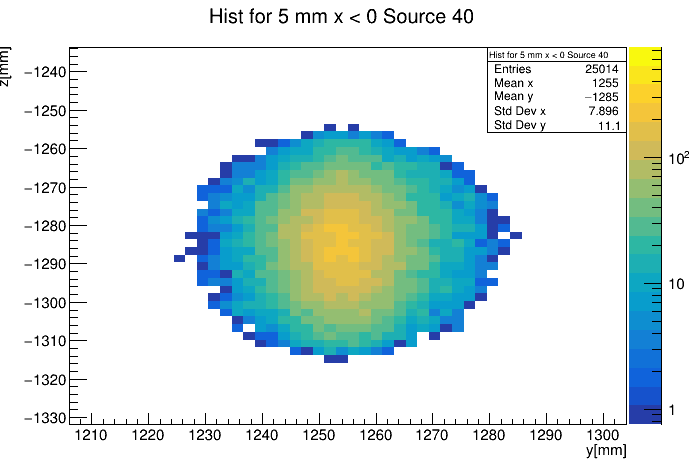 Hist for 5 mm x < 0 Source 40
z[mm]
Hist for 5 mm x < 0 Source 40
Entries 25014
Mean x 1255
Mean y −1285
Std Dev x 7.896
Std Dev y 11.1
−1240
−1250
−1260
−1270
−1280
−1290
−1300
−1310
−1320
−1330
10²
10
1
1210 1220 1230 1240 1250 1260 1270 1280 1290 1300
y[mm]